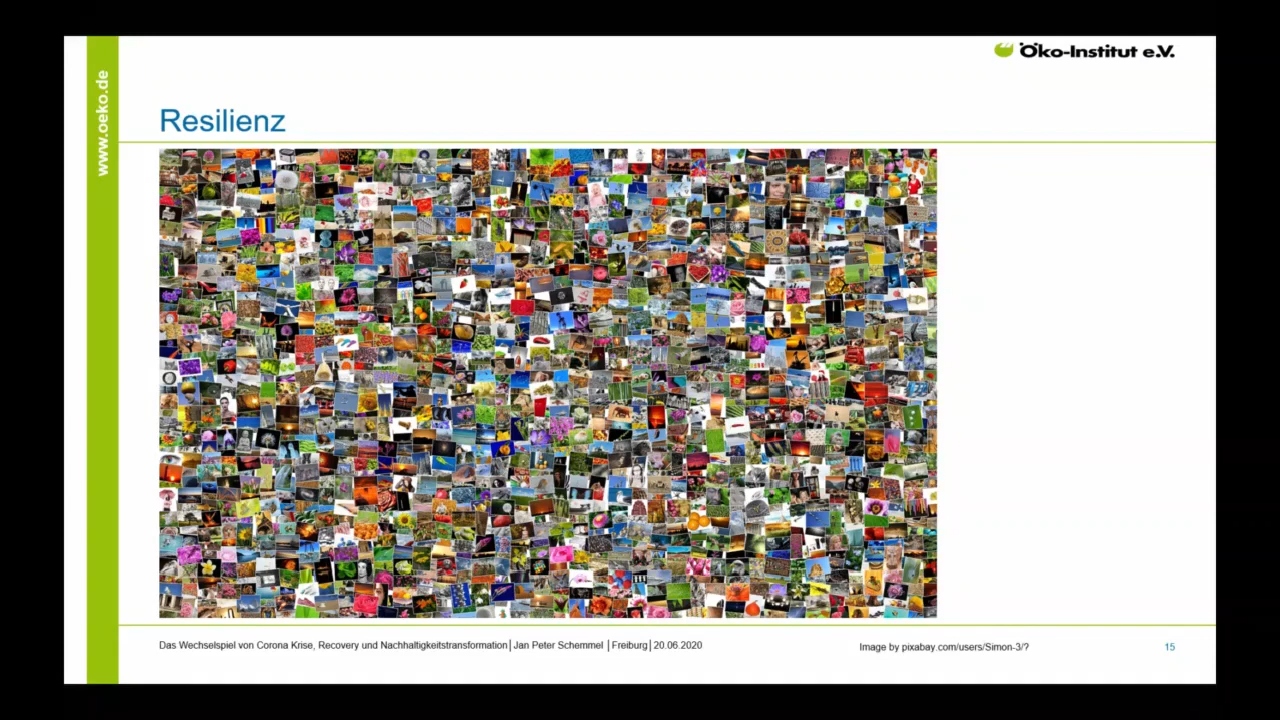 Öko-Institut e.V.
www.oeko.de
Resilienz
Das Wechselspiel von Corona Krise, Recovery und Nachhaltigkeitstransformation│Jan Peter Schemmel │Freiburg│20.06.2020
Image by pixabay.com/users/Simon-3/?
15